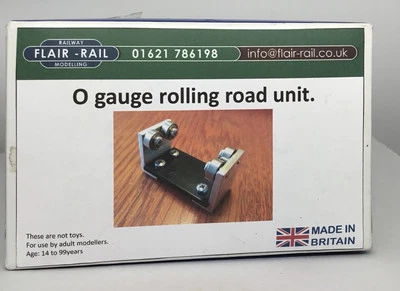 RAILWAY
FLAIR -RAIL
MODELLING
01621 786198
info@flair-rail.co.uk
O gauge rolling road unit.
These are not toys.
For use by adult modellers.
Age: 14 to 99years
MADE IN
BRITAIN